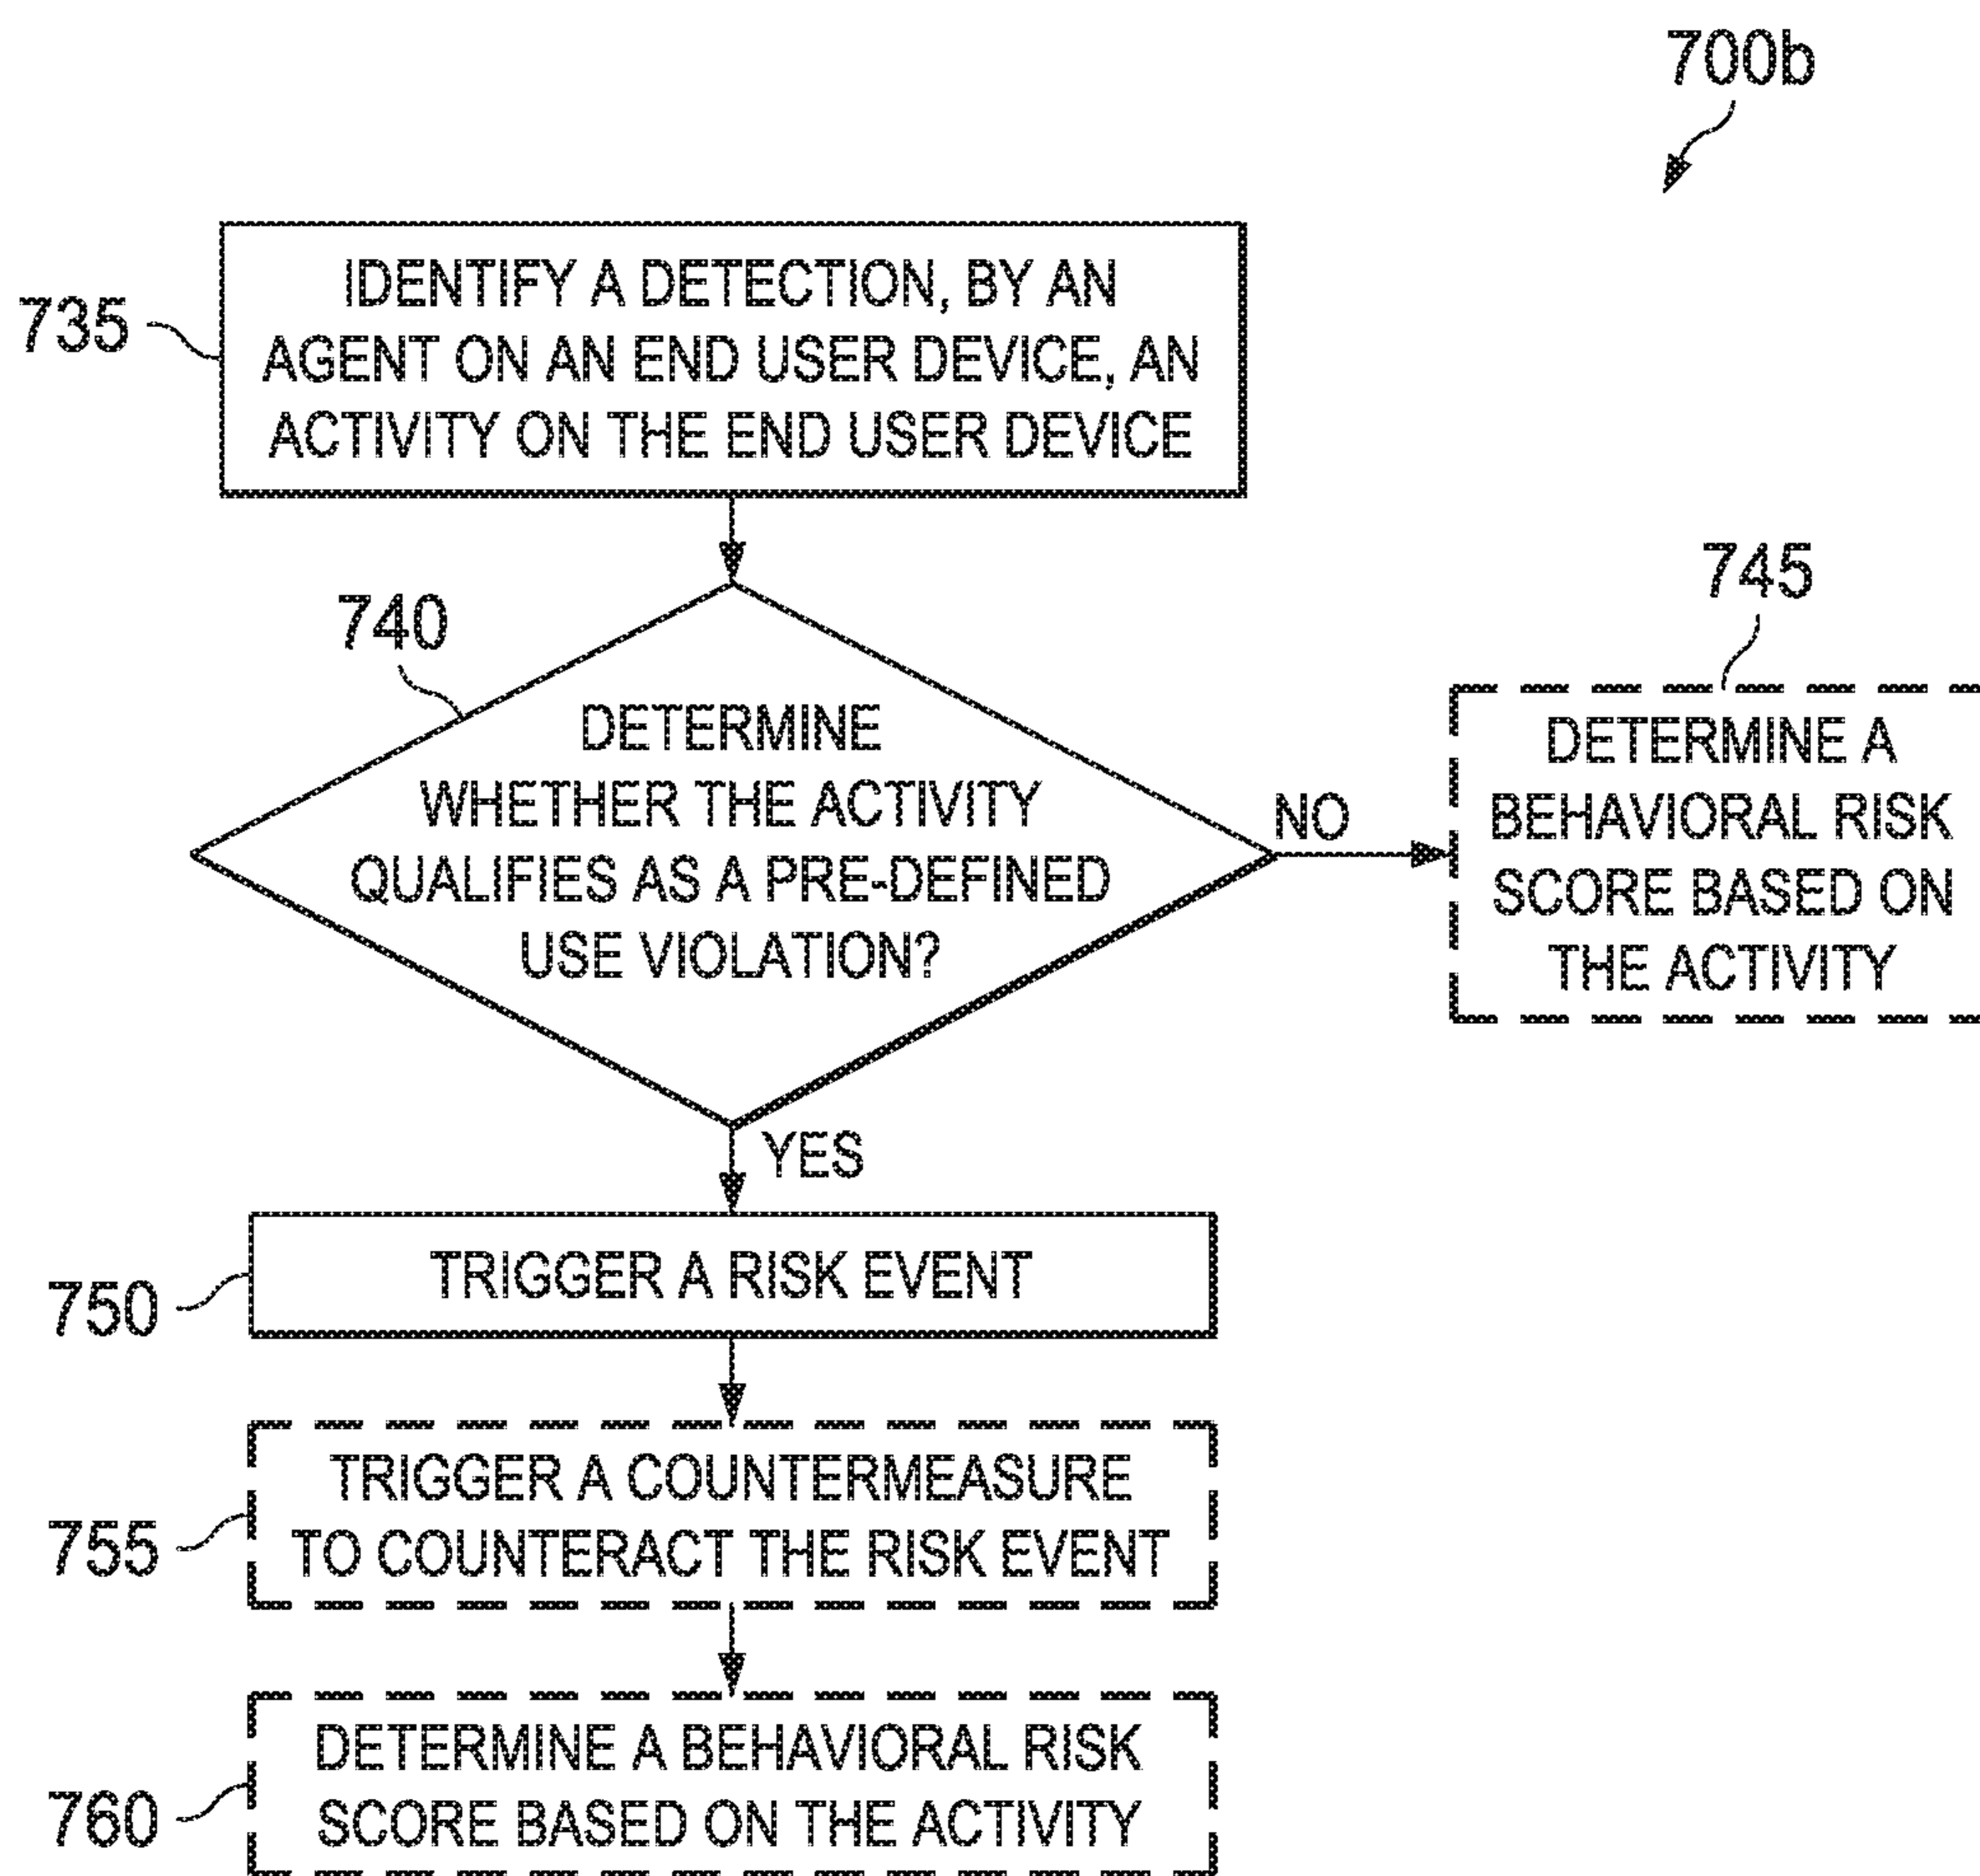 700b
735
IDENTIFY A DETECTION, BY AN
AGENT ON AN END USER DEVICE, AN
ACTIVITY ON THE END USER DEVICE
740
DETERMINE
WHETHER THE ACTIVITY
QUALIFIES AS A PRE-DEFINED
USE VIOLATION?
NO
745
DETERMINE A
BEHAVIORAL RISK
SCORE BASED ON
THE ACTIVITY
YES
750
TRIGGER A RISK EVENT
755
TRIGGER A COUNTERMEASURE
TO COUNTERACT THE RISK EVENT
760
DETERMINE A BEHAVIORAL RISK
SCORE BASED ON THE ACTIVITY